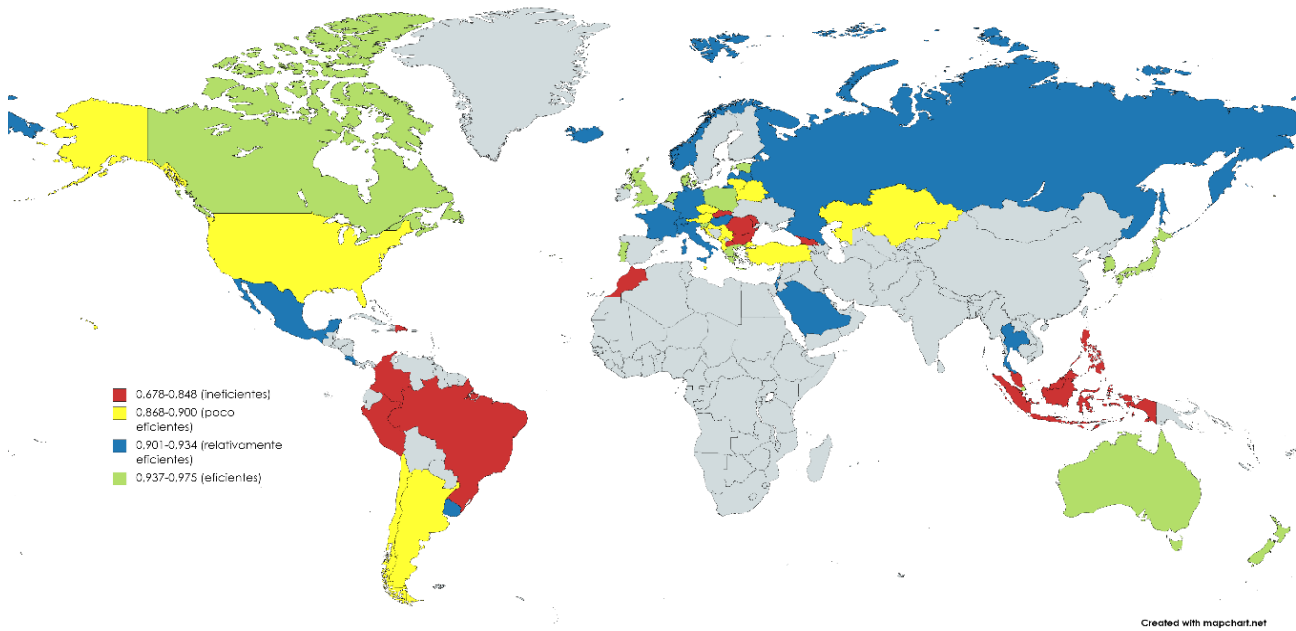 0.678-0.848 (ineficientes)
0.868-0.900 (poco
eficientes)
0.901-0.934 (relativamente
eficientes)
0.937-0.975 (eficientes)
Created with mapchart.net